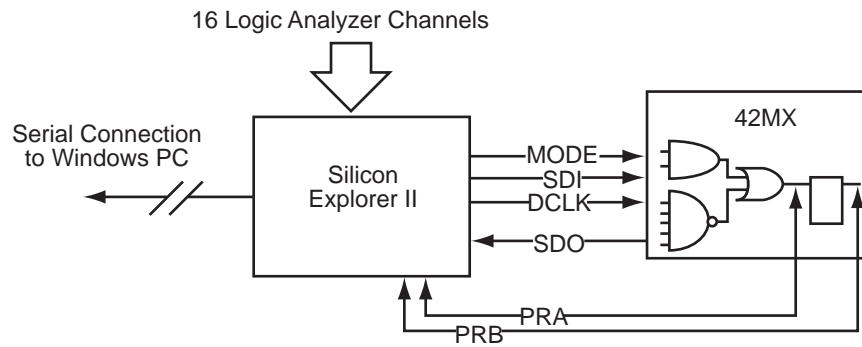 16 Logic Analyzer Channels
Serial Connection
to Windows PC
Silicon
Explorer II
MODE
SDI
DCLK
SDO
42MX
PRA
PRB